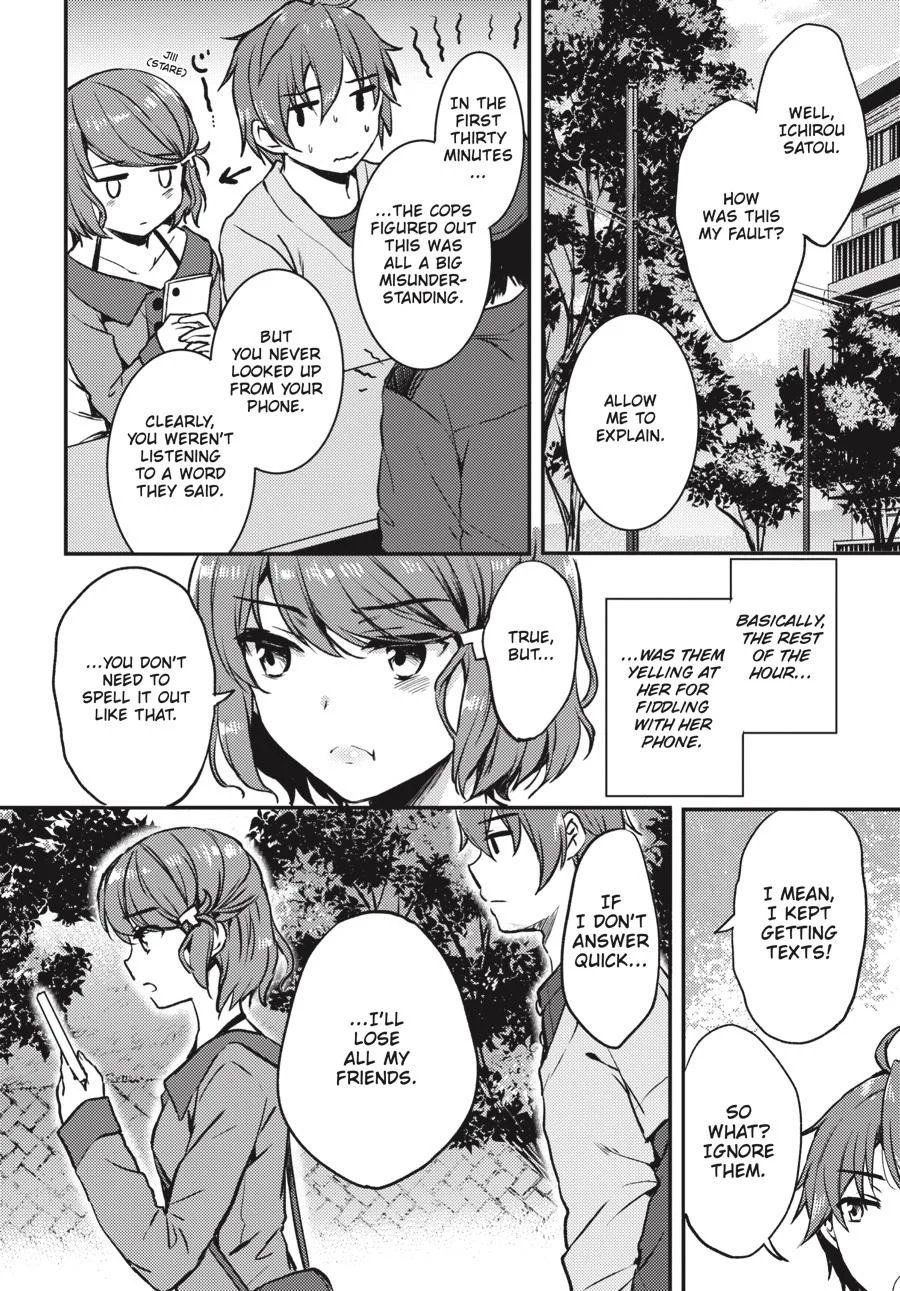 WELL,
ICHIROU
SATOU.
HOW
WAS THIS
MY FAULT?
ALLOW
ME TO
EXPLAIN.
IN THE
FIRST
THIRTY
MINUTES
...
...THE COPS
FIGURED OUT
THIS WAS
ALL A BIG
MISUNDER-
STANDING.
JIII
(STARE)
じ
BUT
YOU NEVER
LOOKED UP
FROM YOUR
PHONE.
CLEARLY,
YOU WEREN'T
LISTENING
TO A WORD
THEY SAID.
BASICALLY,
THE REST
OF THE
HOUR...
...WAS THEM
YELLING AT
HER FOR
FIDDLING
WITH HER
PHONE.
TRUE,
BUT...
...YOU DON'T
NEED TO
SPELL IT OUT
LIKE THAT.
I MEAN,
I KEPT
GETTING
TEXTS!
SO
WHAT?
IGNORE
THEM.
IF
I DON'T
ANSWER
QUICK...
...I'LL
LOSE
ALL MY
FRIENDS.